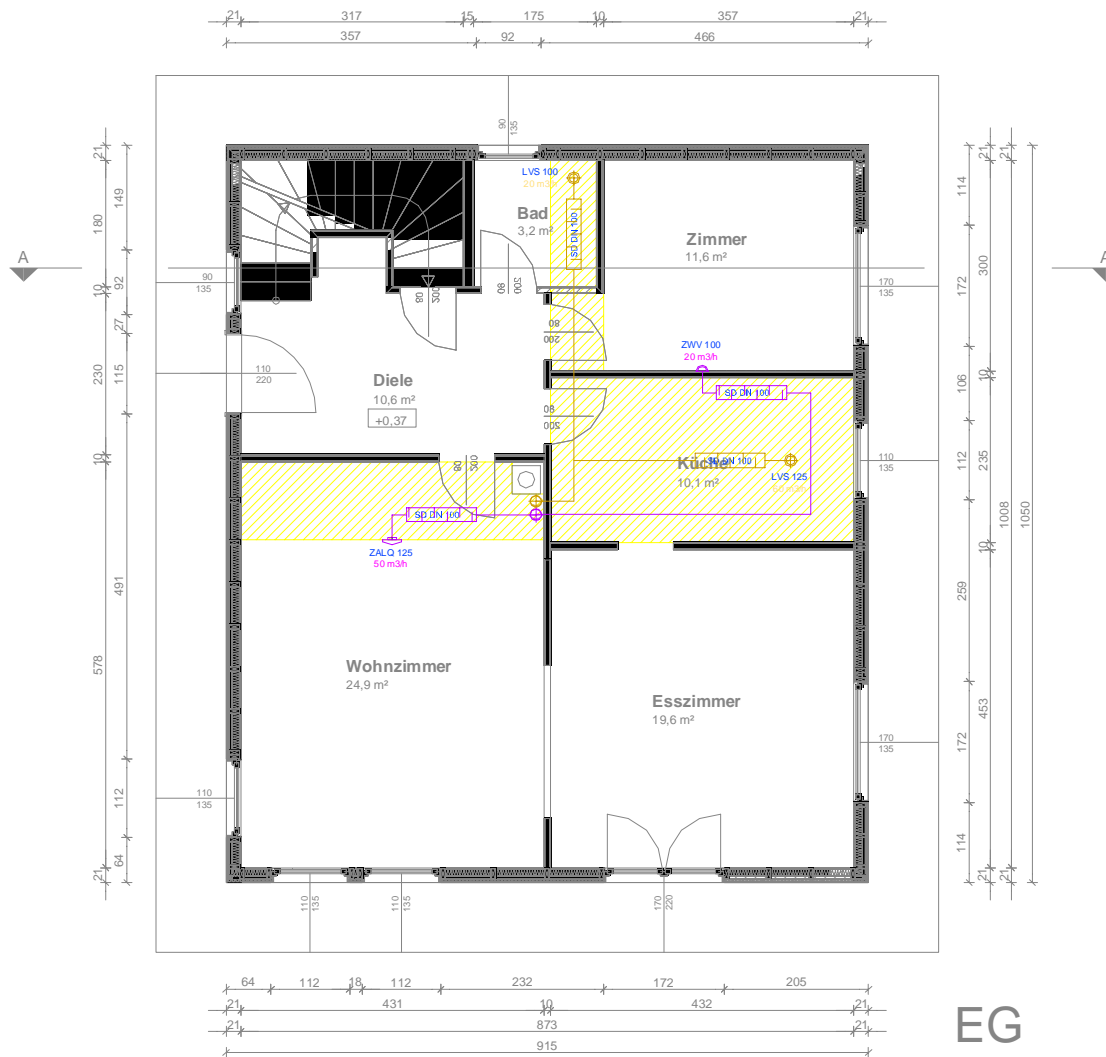 21 317 15 175 10 357 21
357 92 466
90
135
21 149 180 10 92 27 230 115 10 491 578 112 64 21
LVS 100
20 m3/h
Bad
3,2 m²
SD DN 100
Zimmer
11,6 m²
A
A
90
135
80
200
80
200
170
135
80
200
ZWV 100
20 m3/h
110
220
Diele
10,6 m²
+0,37
SD DN 100
80
200
80
200
SD DN 100
Küche
10,1 m²
LVS 125
110
135
SD DN 100
ZALQ 125
50 m3/h
Wohnzimmer
24,9 m²
Esszimmer
19,6 m²
170
135
110
135
110
135
110
135
170
220
21 21 114 300 172 10 106 112 235 1008 1050 10 259 453 172 114 21 21
64 112 18 112 232 172 205
21 431 10 432 21
21 873 21
915
EG